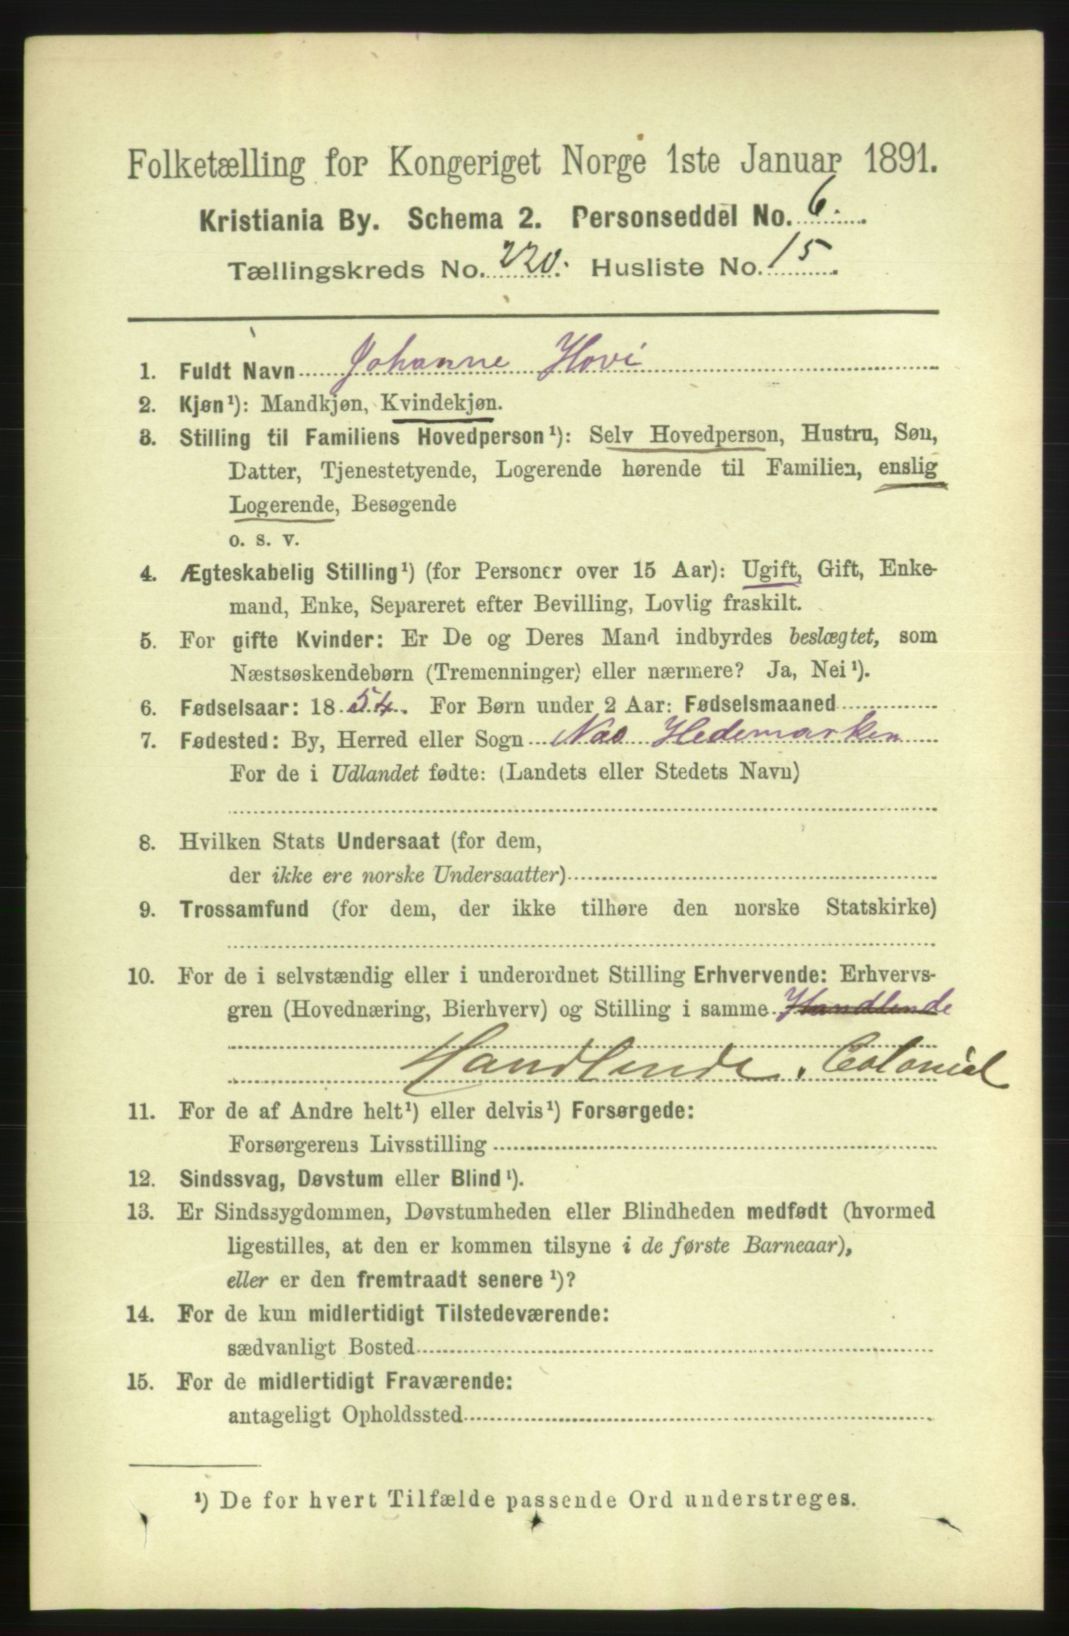 Folketælling for Kongeriget Norge 1ste Januar 1891.
Kristiania By. Schema 2. Personseddel No. 6.
Tællingskreds No. 220. Husliste No. 15.
1. Fuldt Navn Johanne Hovi
2. Kjøn¹): Mandkjøn, Kvindekjøn.
3. Stilling til Familiens Hovedperson¹): Selv Hovedperson, Hustru, Søn,
Datter, Tjenestetyende, Logerende hørende til Familien, enslig
Logerende, Besøgende
o. s. v.
4. Ægteskabelig Stilling¹) (for Personer over 15 Aar): Ugift, Gift, Enke-
mand, Enke, Separeret efter Bevilling, Lovlig fraskilt.
5. For gifte Kvinder: Er De og Deres Mand indbyrdes beslægtet, som
Næstsøskendebørn (Tremenninger) eller nærmere? Ja, Nei¹).
6. Fødselsaar: 1854. For Børn under 2 Aar: Fødselsmaaned
7. Fødested: By, Herred eller Sogn Nas Hedemarken
For de i Udlandet fødte: (Landets eller Stedets Navn)
8. Hvilken Stats Undersaat (for dem,
der ikke ere norske Undersaatter)
9. Trossamfund (for dem, der ikke tilhøre den norske Statskirke)
10. For de i selvstændig eller i underordnet Stilling Erhvervende: Erhvervs-
gren (Hovednæring, Bierhverv) og Stilling i samme Handlende
Handlende. Colonial
11. For de af Andre helt¹) eller delvis¹) Forsørgede:
Forsørgerens Livsstilling
12. Sindssvag, Døvstum eller Blind¹).
13. Er Sindssygdommen, Døvstumheden eller Blindheden medfødt (hvormed
ligestilles, at den er kommen tilsyne i de første Barneaar),
eller er den fremtraadt senere¹)?
14. For de kun midlertidigt Tilstedeværende:
sædvanligt Bosted
15. For de midlertidigt Fraværende:
antageligt Opholdssted
¹) De for hvert Tilfælde passende Ord understreges.